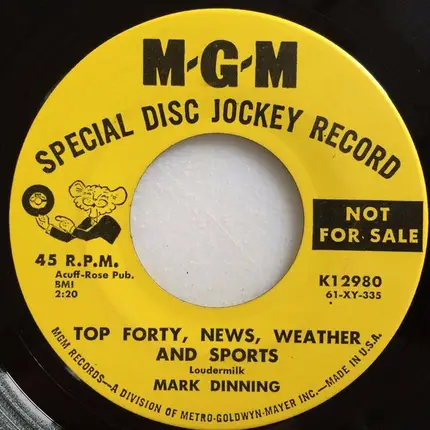 M-G-M
SPECIAL DISC JOCKEY RECORD
NOT
FOR SALE
45 R.P.M.
Acuff-Rose Pub.
BMI
2:20
K12980
61-XY-335
TOP FORTY, NEWS, WEATHER
AND SPORTS
Loudermilk
MARK DINNING
MGM RECORDS—A DIVISION OF METRO-GOLDWYN-MAYER INC.—MADE IN U.S.A.